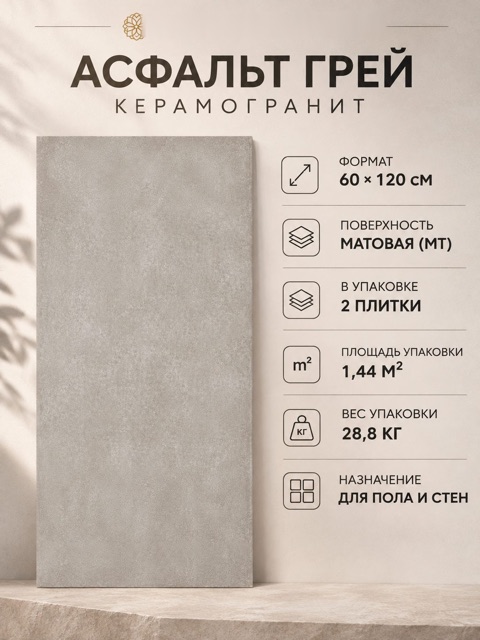 АСФАЛЬТ ГРЕЙ
КЕРАМОГРАНИТ
ФОРМАТ
60 × 120 см
ПОВЕРХНОСТЬ
МАТОВАЯ (МТ)
В УПАКОВКЕ
2 ПЛИТКИ
m²
ПЛОЩАДЬ УПАКОВКИ
1,44 М²
КГ
ВЕС УПАКОВКИ
28,8 КГ
НАЗНАЧЕНИЕ
ДЛЯ ПОЛА И СТЕН